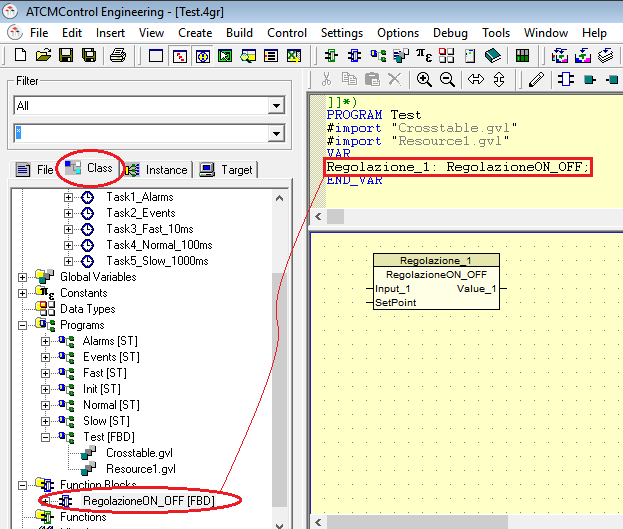 ATCMControl Engineering - [Test.4gr]
File Edit Insert View Create Build Control Settings Options Debug Tools Window Help
Filter
All
*
File Class Instance Target
Task1_Alarms
Task2_Events
Task3_Fast_10ms
Task4_Normal_100ms
Task5_Slow_1000ms
Global Variables
Constants
Data Types
Programs
Alarms [ST]
Events [ST]
Fast [ST]
Init [ST]
Normal [ST]
Slow [ST]
Test [FBD]
Crosstable.gvl
Resource1.gvl
Function Blocks
RegolazioneON_OFF [FBD]
Functions
]]*)
PROGRAM Test
#import "Crosstable.gvl"
#import "Resource1.gvl"
VAR
Regolazione_1: RegolazioneON_OFF;
END_VAR
Regolazione_1
RegolazioneON_OFF
Input_1 Value_1
SetPoint